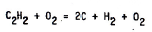 C₂H₂ + O₂ = 2C + H₂ + O₂